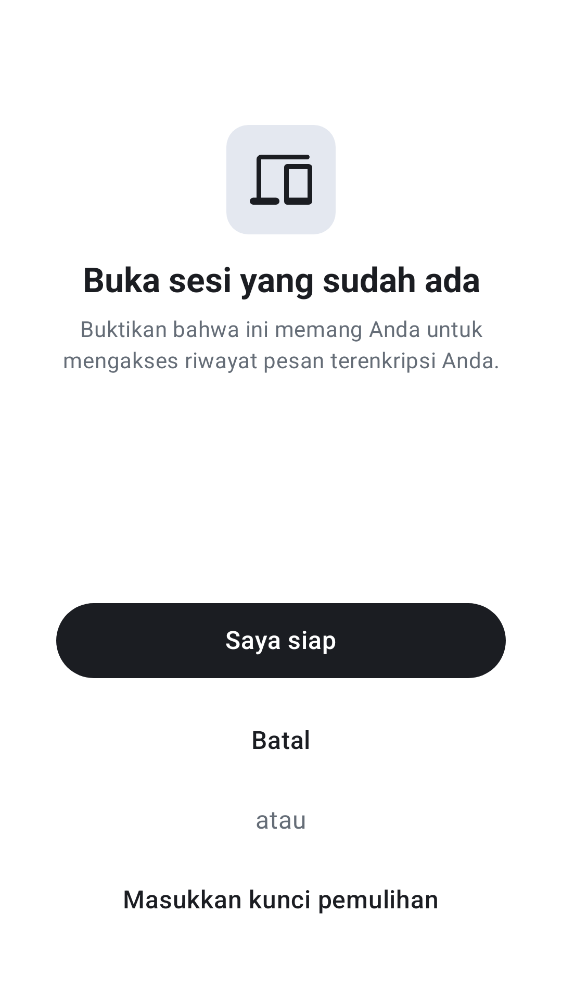 Buka sesi yang sudah ada
Buktikan bahwa ini memang Anda untuk
mengakses riwayat pesan terenkripsi Anda.
Saya siap
Batal
atau
Masukkan kunci pemulihan